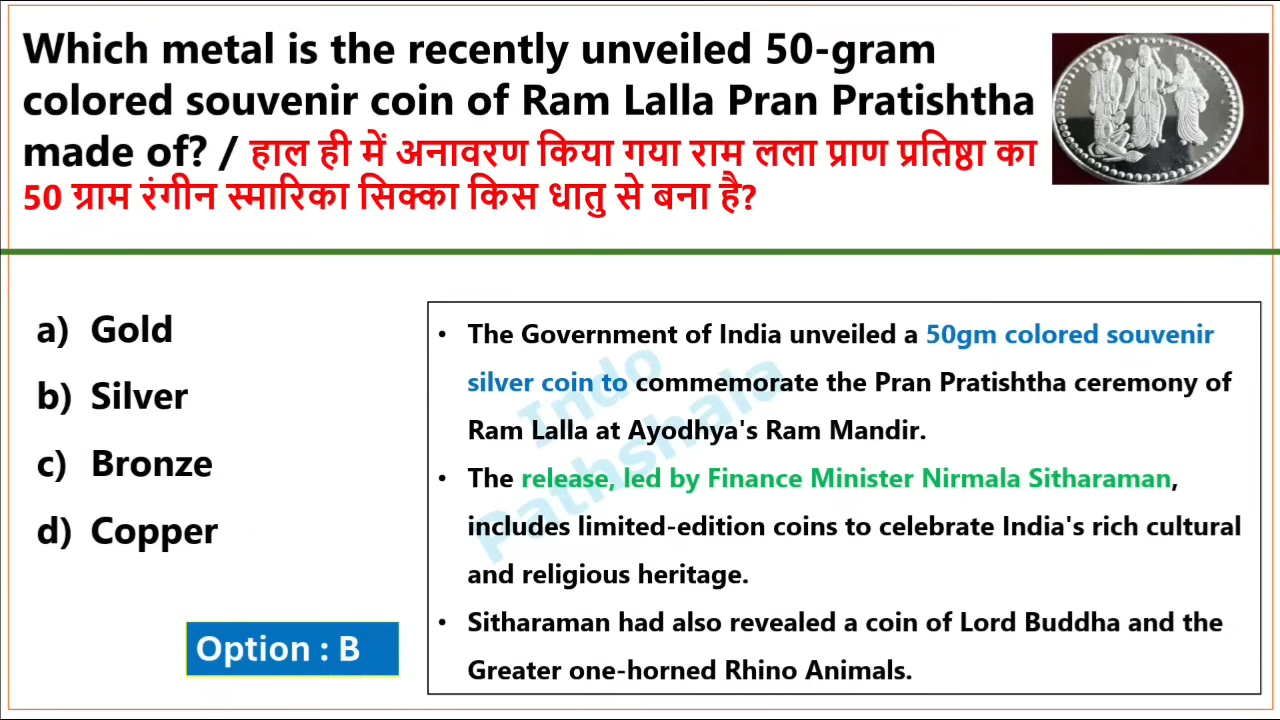 Which metal is the recently unveiled 50-gram
colored souvenir coin of Ram Lalla Pran Pratishtha
made of? / हाल ही में अनावरण किया गया राम लला प्राण प्रतिष्ठा का
50 ग्राम रंगीन स्मारिका सिक्का किस धातु से बना है?
a) Gold
b) Silver
c) Bronze
d) Copper
Option : B
• The Government of India unveiled a 50gm colored souvenir
silver coin to commemorate the Pran Pratishtha ceremony of
Ram Lalla at Ayodhya's Ram Mandir.
• The release, led by Finance Minister Nirmala Sitharaman,
includes limited-edition coins to celebrate India's rich cultural
and religious heritage.
• Sitharaman had also revealed a coin of Lord Buddha and the
Greater one-horned Rhino Animals.
Indo
Pathshala